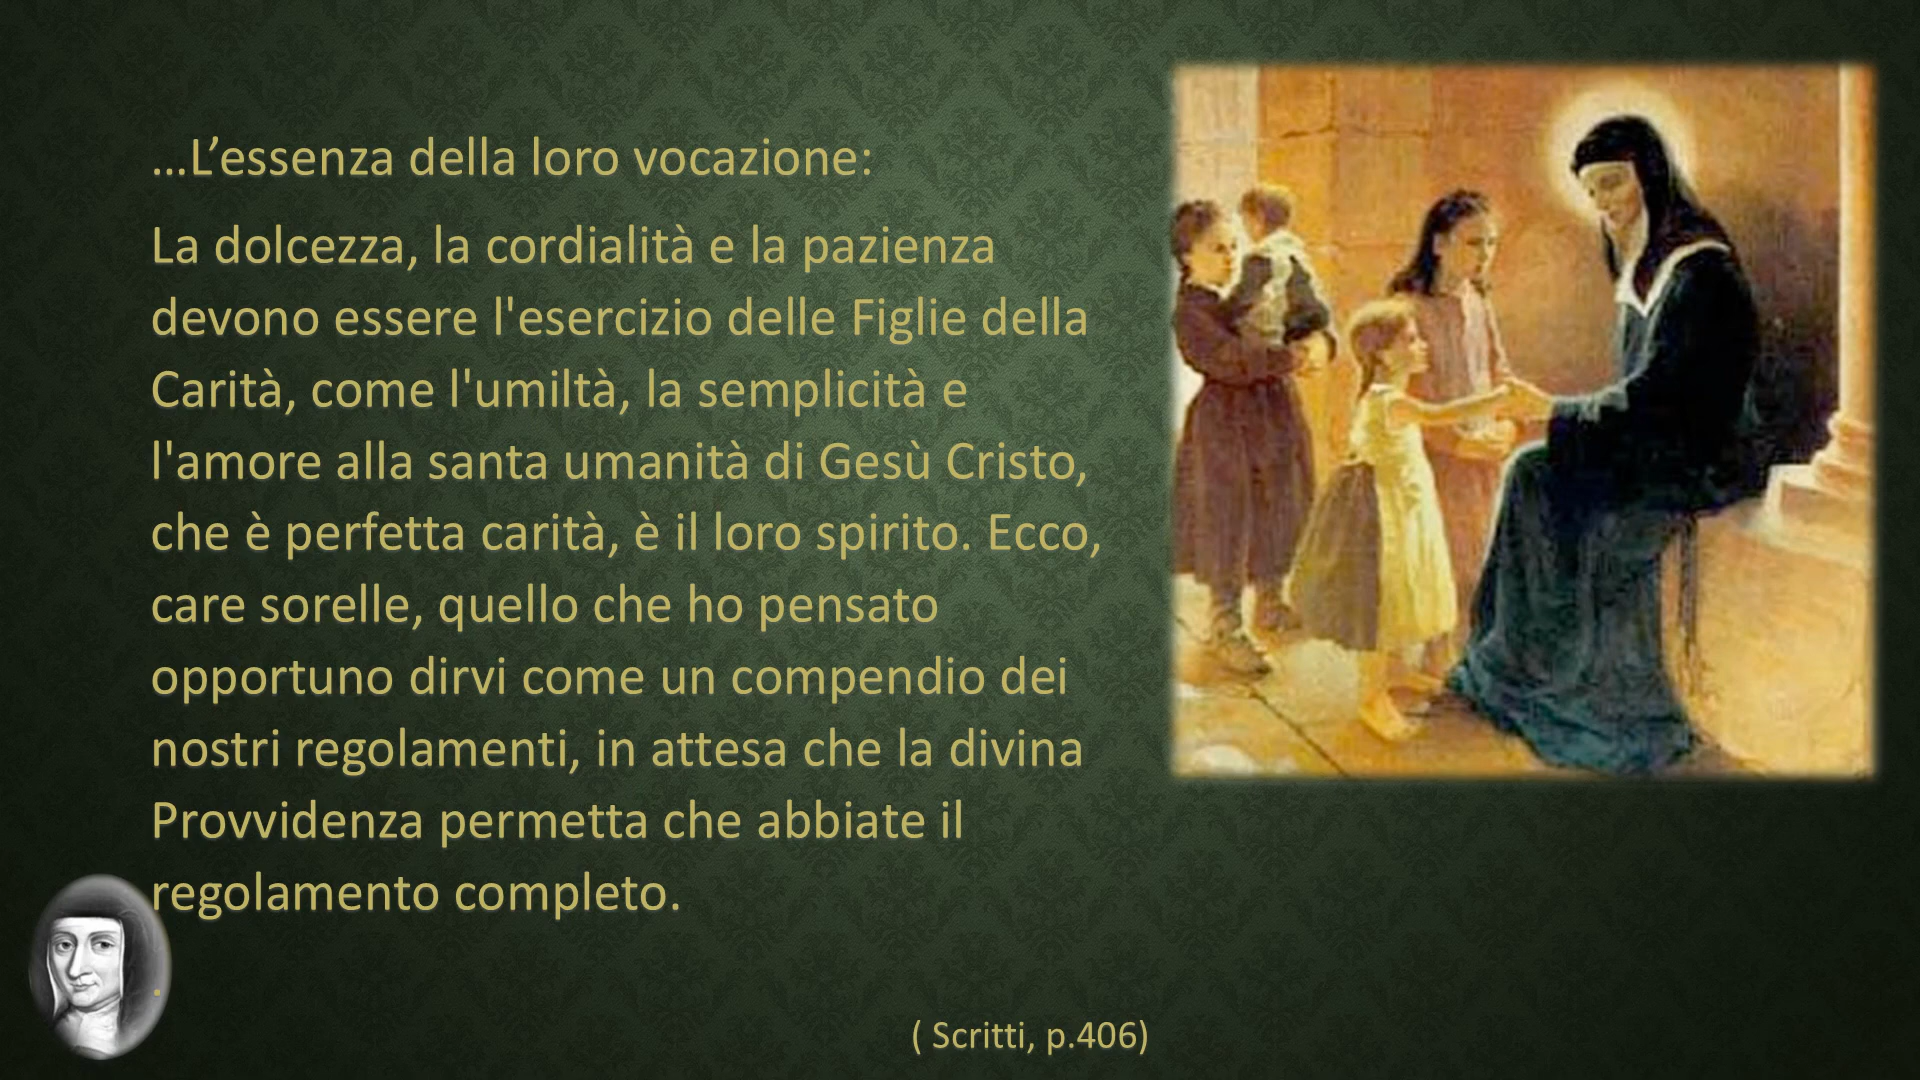 …L’essenza della loro vocazione:
La dolcezza, la cordialità e la pazienza
devono essere l'esercizio delle Figlie della
Carità, come l'umiltà, la semplicità e
l'amore alla santa umanità di Gesù Cristo,
che è perfetta carità, è il loro spirito. Ecco,
care sorelle, quello che ho pensato
opportuno dirvi come un compendio dei
nostri regolamenti, in attesa che la divina
Provvidenza permetta che abbiate il
regolamento completo.
.
( Scritti, p.406)